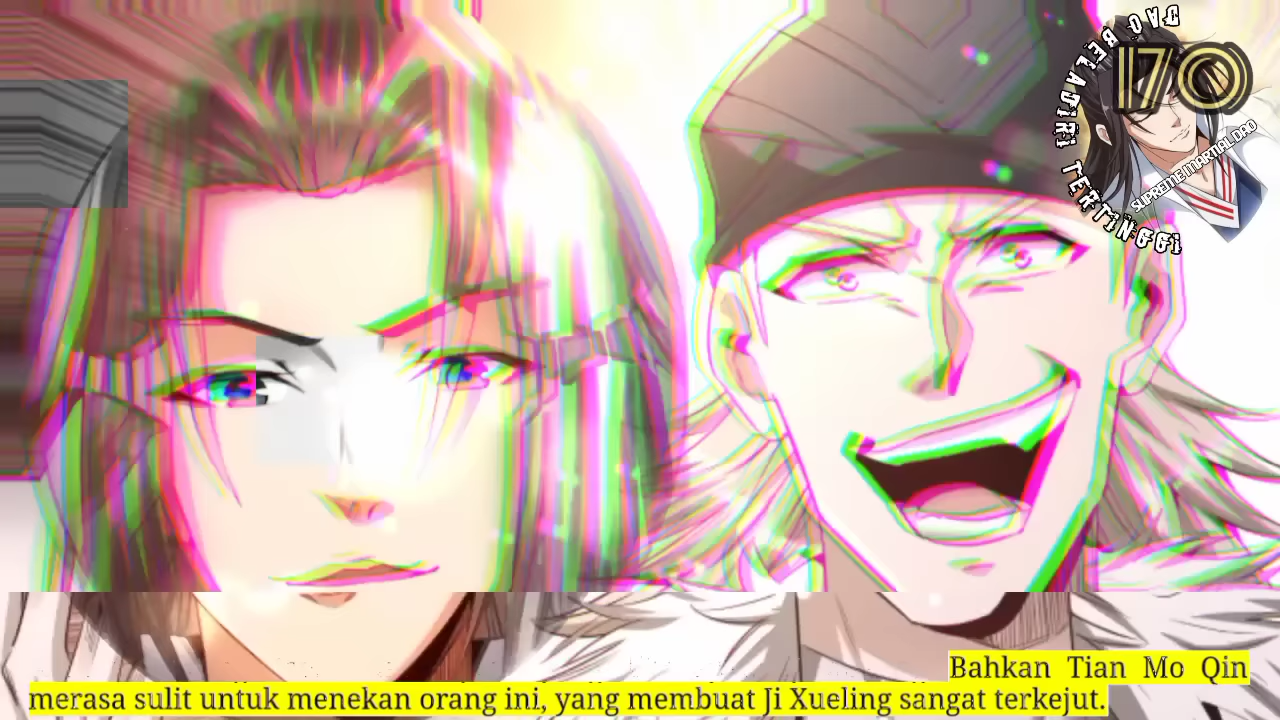 DAO BELADIRI TERTINGGI
170
SUPREME MARTIAL DAO
Bahkan Tian Mo Qin
merasa sulit untuk menekan orang ini, yang membuat Ji Xueling sangat terkejut.